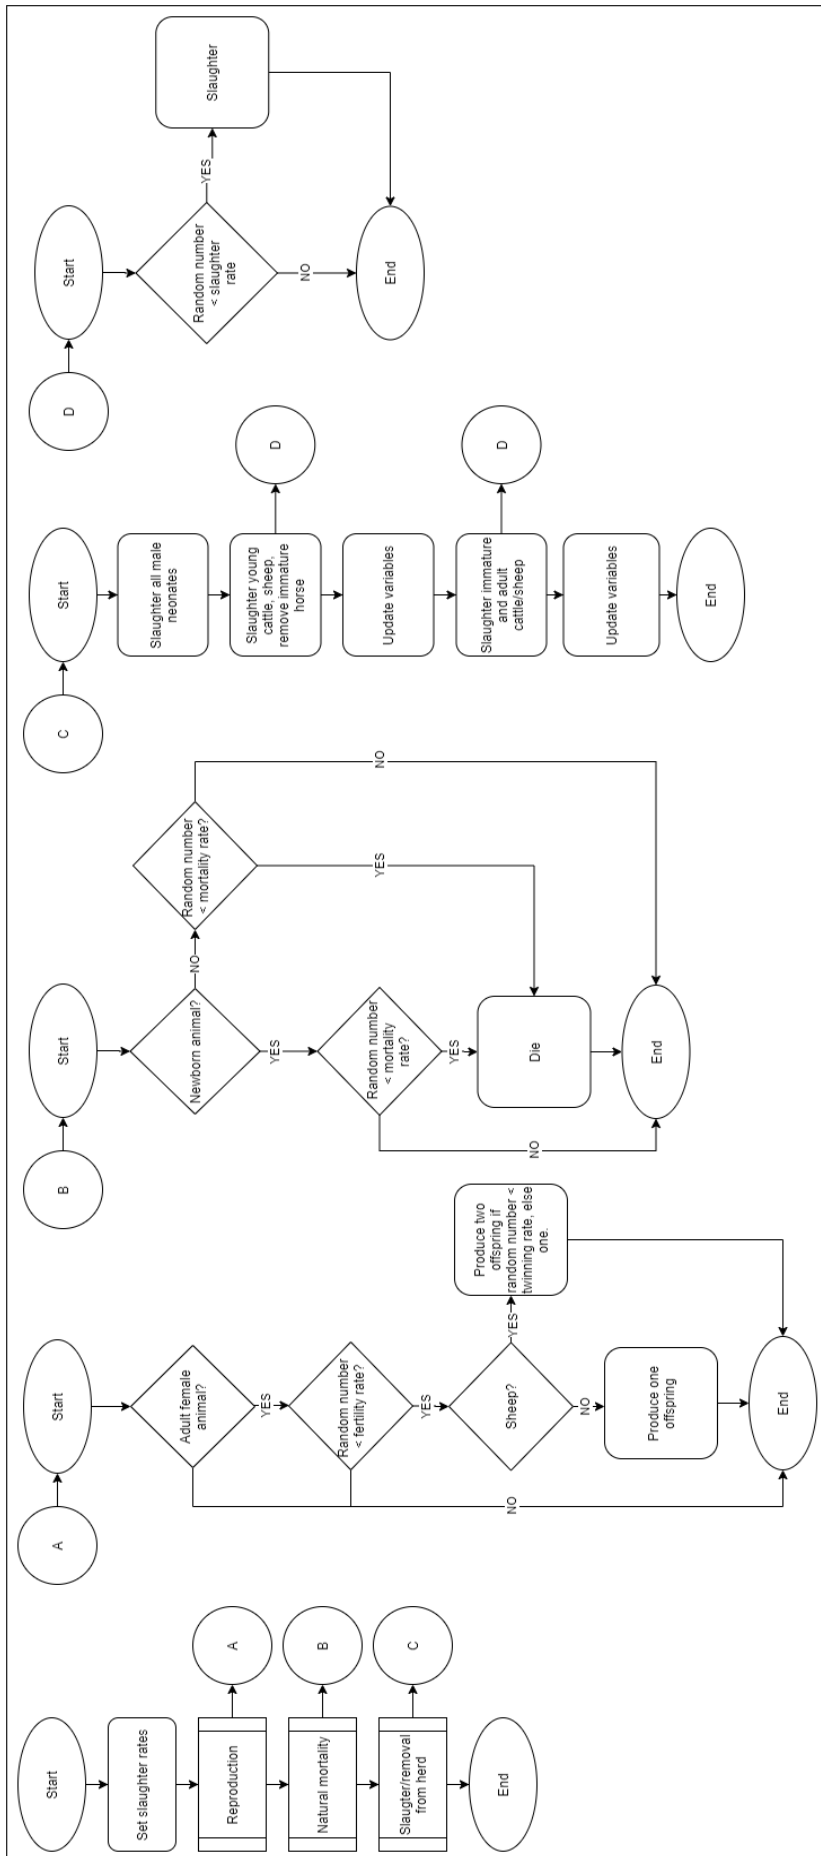 Start
Set slaughter rates
Reproduction
A
Natural mortality
B
Slaugter/removal
from herd
C
End
A
Start
Adult female
animal?
YES
Random number
< fertility rate?
YES
Sheep?
YES
Produce two
offspring if
random number <
twinning rate, else
one.
NO
Produce one
offspring
NO
End
B
Start
Newborn animal?
NO
Random number
< mortality rate?
YES
Random number
< mortality
rate?
YES
YES
NO
Die
NO
End
C
Start
Slaughter all male
neonates
Slaughter young
cattle, sheep,
remove immature
horse
D
Update variables
Slaughter immature
and adult
cattle/sheep
D
Update variables
End
D
Start
Random number
< slaughter
rate
YES
Slaughter
NO
End